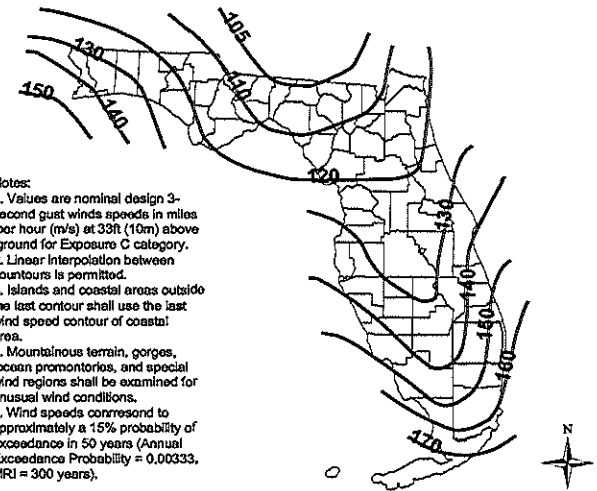 105
130
110
150
140
120
130
140
150
160
170
N
Notes:
. Values are nominal design 3-
second gust winds speeds in miles
per hour (m/s) at 33ft (10m) above
ground for Exposure C category.
. Linear interpolation between
countours is permitted.
. Islands and coastal areas outside
the last contour shall use the last
wind speed contour of coastal
area.
. Mountainous terrain, gorges,
ocean promontories, and special
wind regions shall be examined for
unusual wind conditions.
. Wind speeds conrresond to
approximately a 15% probability of
exceedance in 50 years (Annual
Exceedance Probability = 0.00333,
MRI = 300 years).